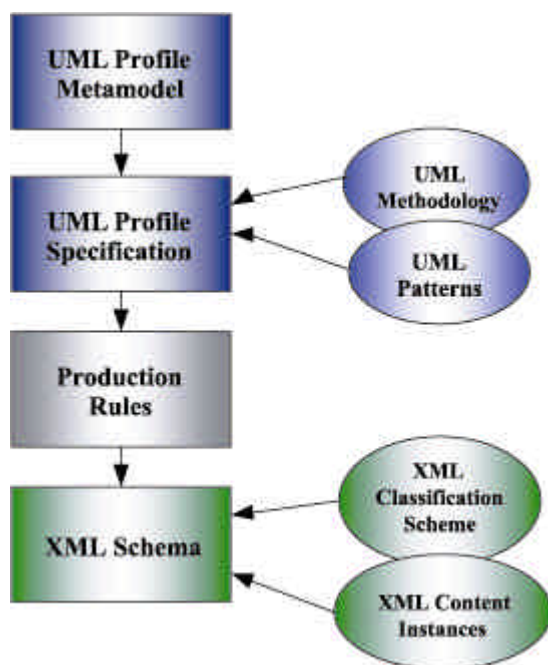 UML Profile
Metamodel
UML Profile
Specification
UML
Methodology
UML
Patterns
Production
Rules
XML Schema
XML
Classification
Scheme
XML Content
Instances